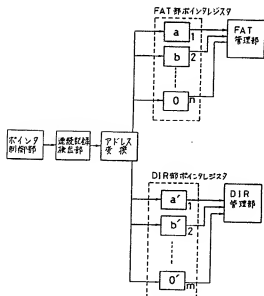 FAT部ポインタレジスタ
a
1
b
2
0
n
FAT
管理部
ポインタ
制御部
連続記録
検出部
アドレス
変換
DIR部ポインタレジスタ
a'
1
b'
2
0'
m
DIR
管理部